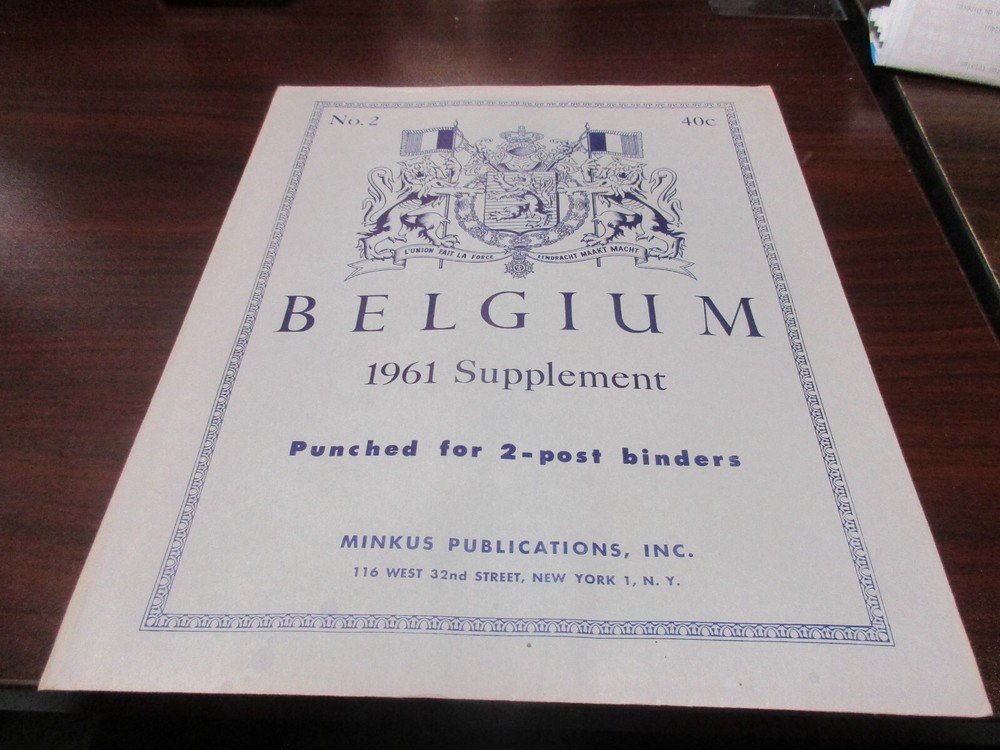 No. 2
40c
L'UNION FAIT LA FORCE
EENDRACHT MAAKT MACHT
BELGIUM
1961 Supplement
Punched for 2-post binders
MINKUS PUBLICATIONS, INC.
116 WEST 32nd STREET, NEW YORK 1, N. Y.